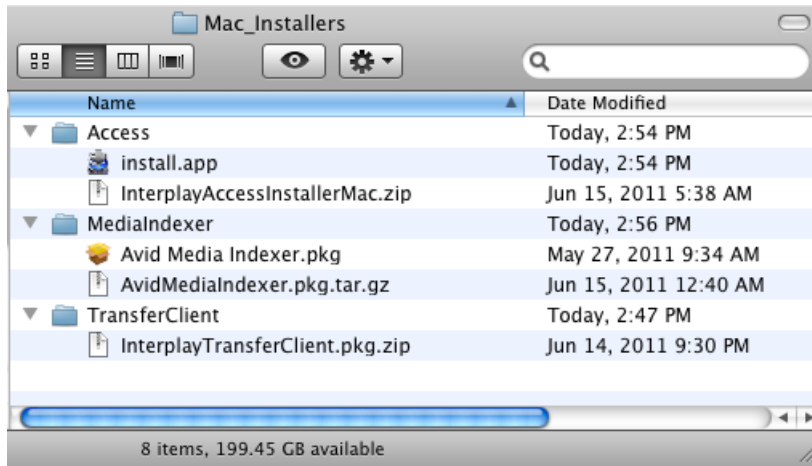 Mac_Installers
Name Date Modified
Access Today, 2:54 PM
install.app Today, 2:54 PM
InterplayAccessInstallerMac.zip Jun 15, 2011 5:38 AM
MediaIndexer Today, 2:56 PM
Avid Media Indexer.pkg May 27, 2011 9:34 AM
AvidMediaIndexer.pkg.tar.gz Jun 15, 2011 12:40 AM
TransferClient Today, 2:47 PM
InterplayTransferClient.pkg.zip Jun 14, 2011 9:30 PM
8 items, 199.45 GB available